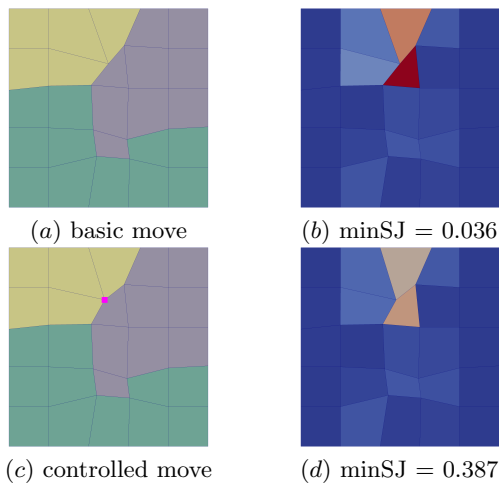 (a) basic move
(b) minSJ = 0.036
(c) controlled move
(d) minSJ = 0.387